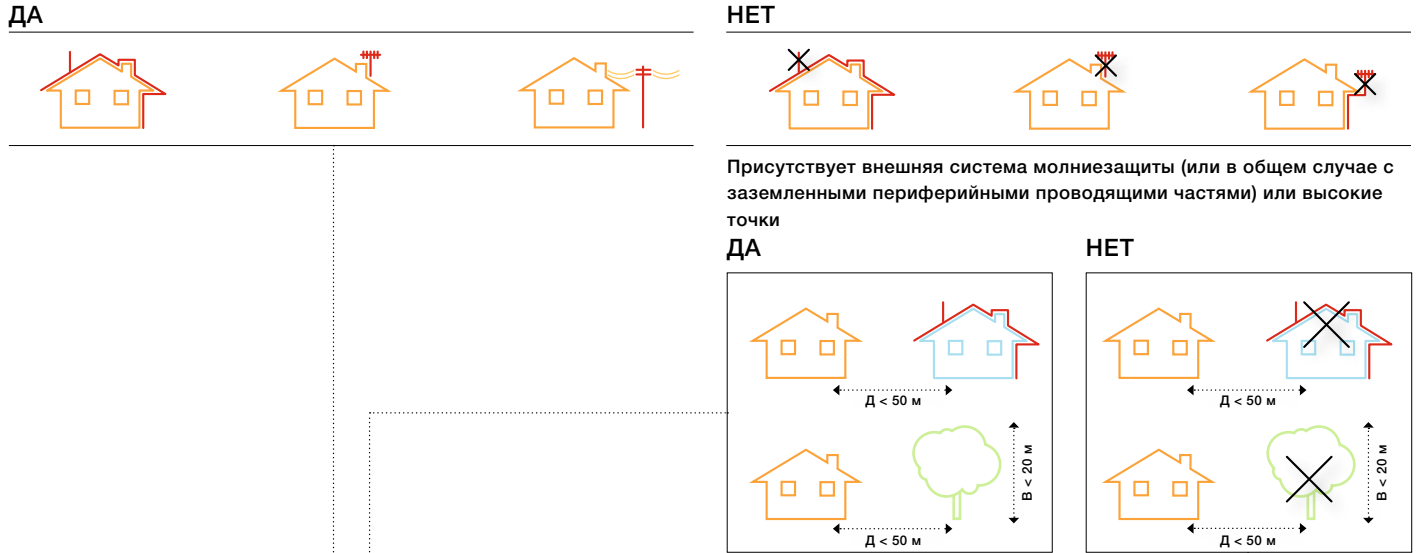 ДА
НЕТ
Присутствует внешняя система молниезащиты (или в общем случае с
заземленными периферийными проводящими частями) или высокие
точки
ДА
НЕТ
Д < 50 м
Д < 50 м
В < 20 м
В < 20 м
Д < 50 м
Д < 50 м